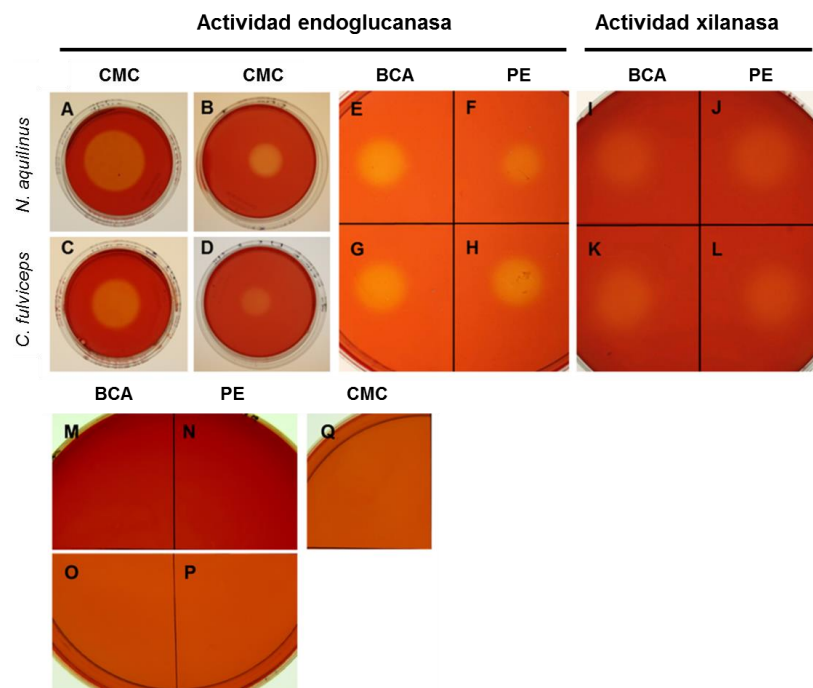 Actividad endoglucanasa Actividad xilanasa
CMC CMC BCA PE BCA PE
N. aquilinus
A B E F I J
C. fulviceps
C D G H K L
BCA PE CMC
M N Q
O P